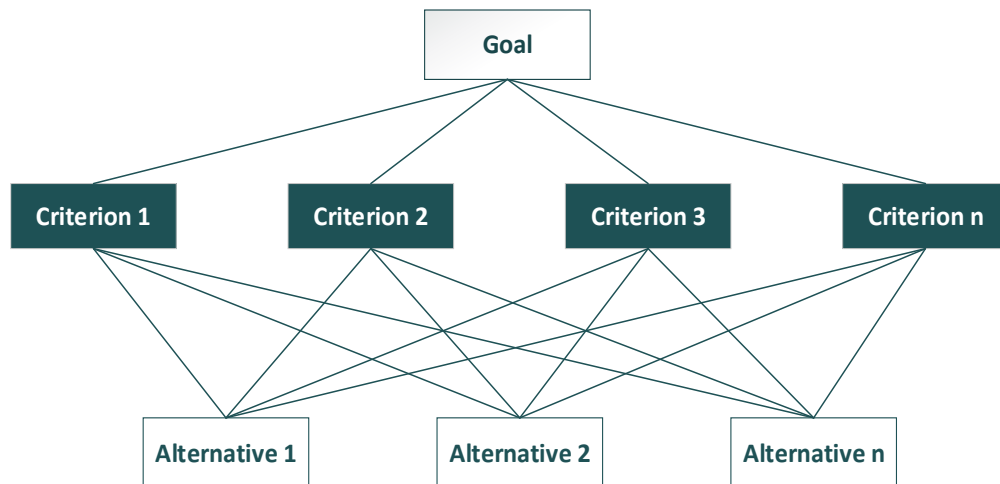 Goal
Criterion 1
Criterion 2
Criterion 3
Criterion n
Alternative 1
Alternative 2
Alternative n